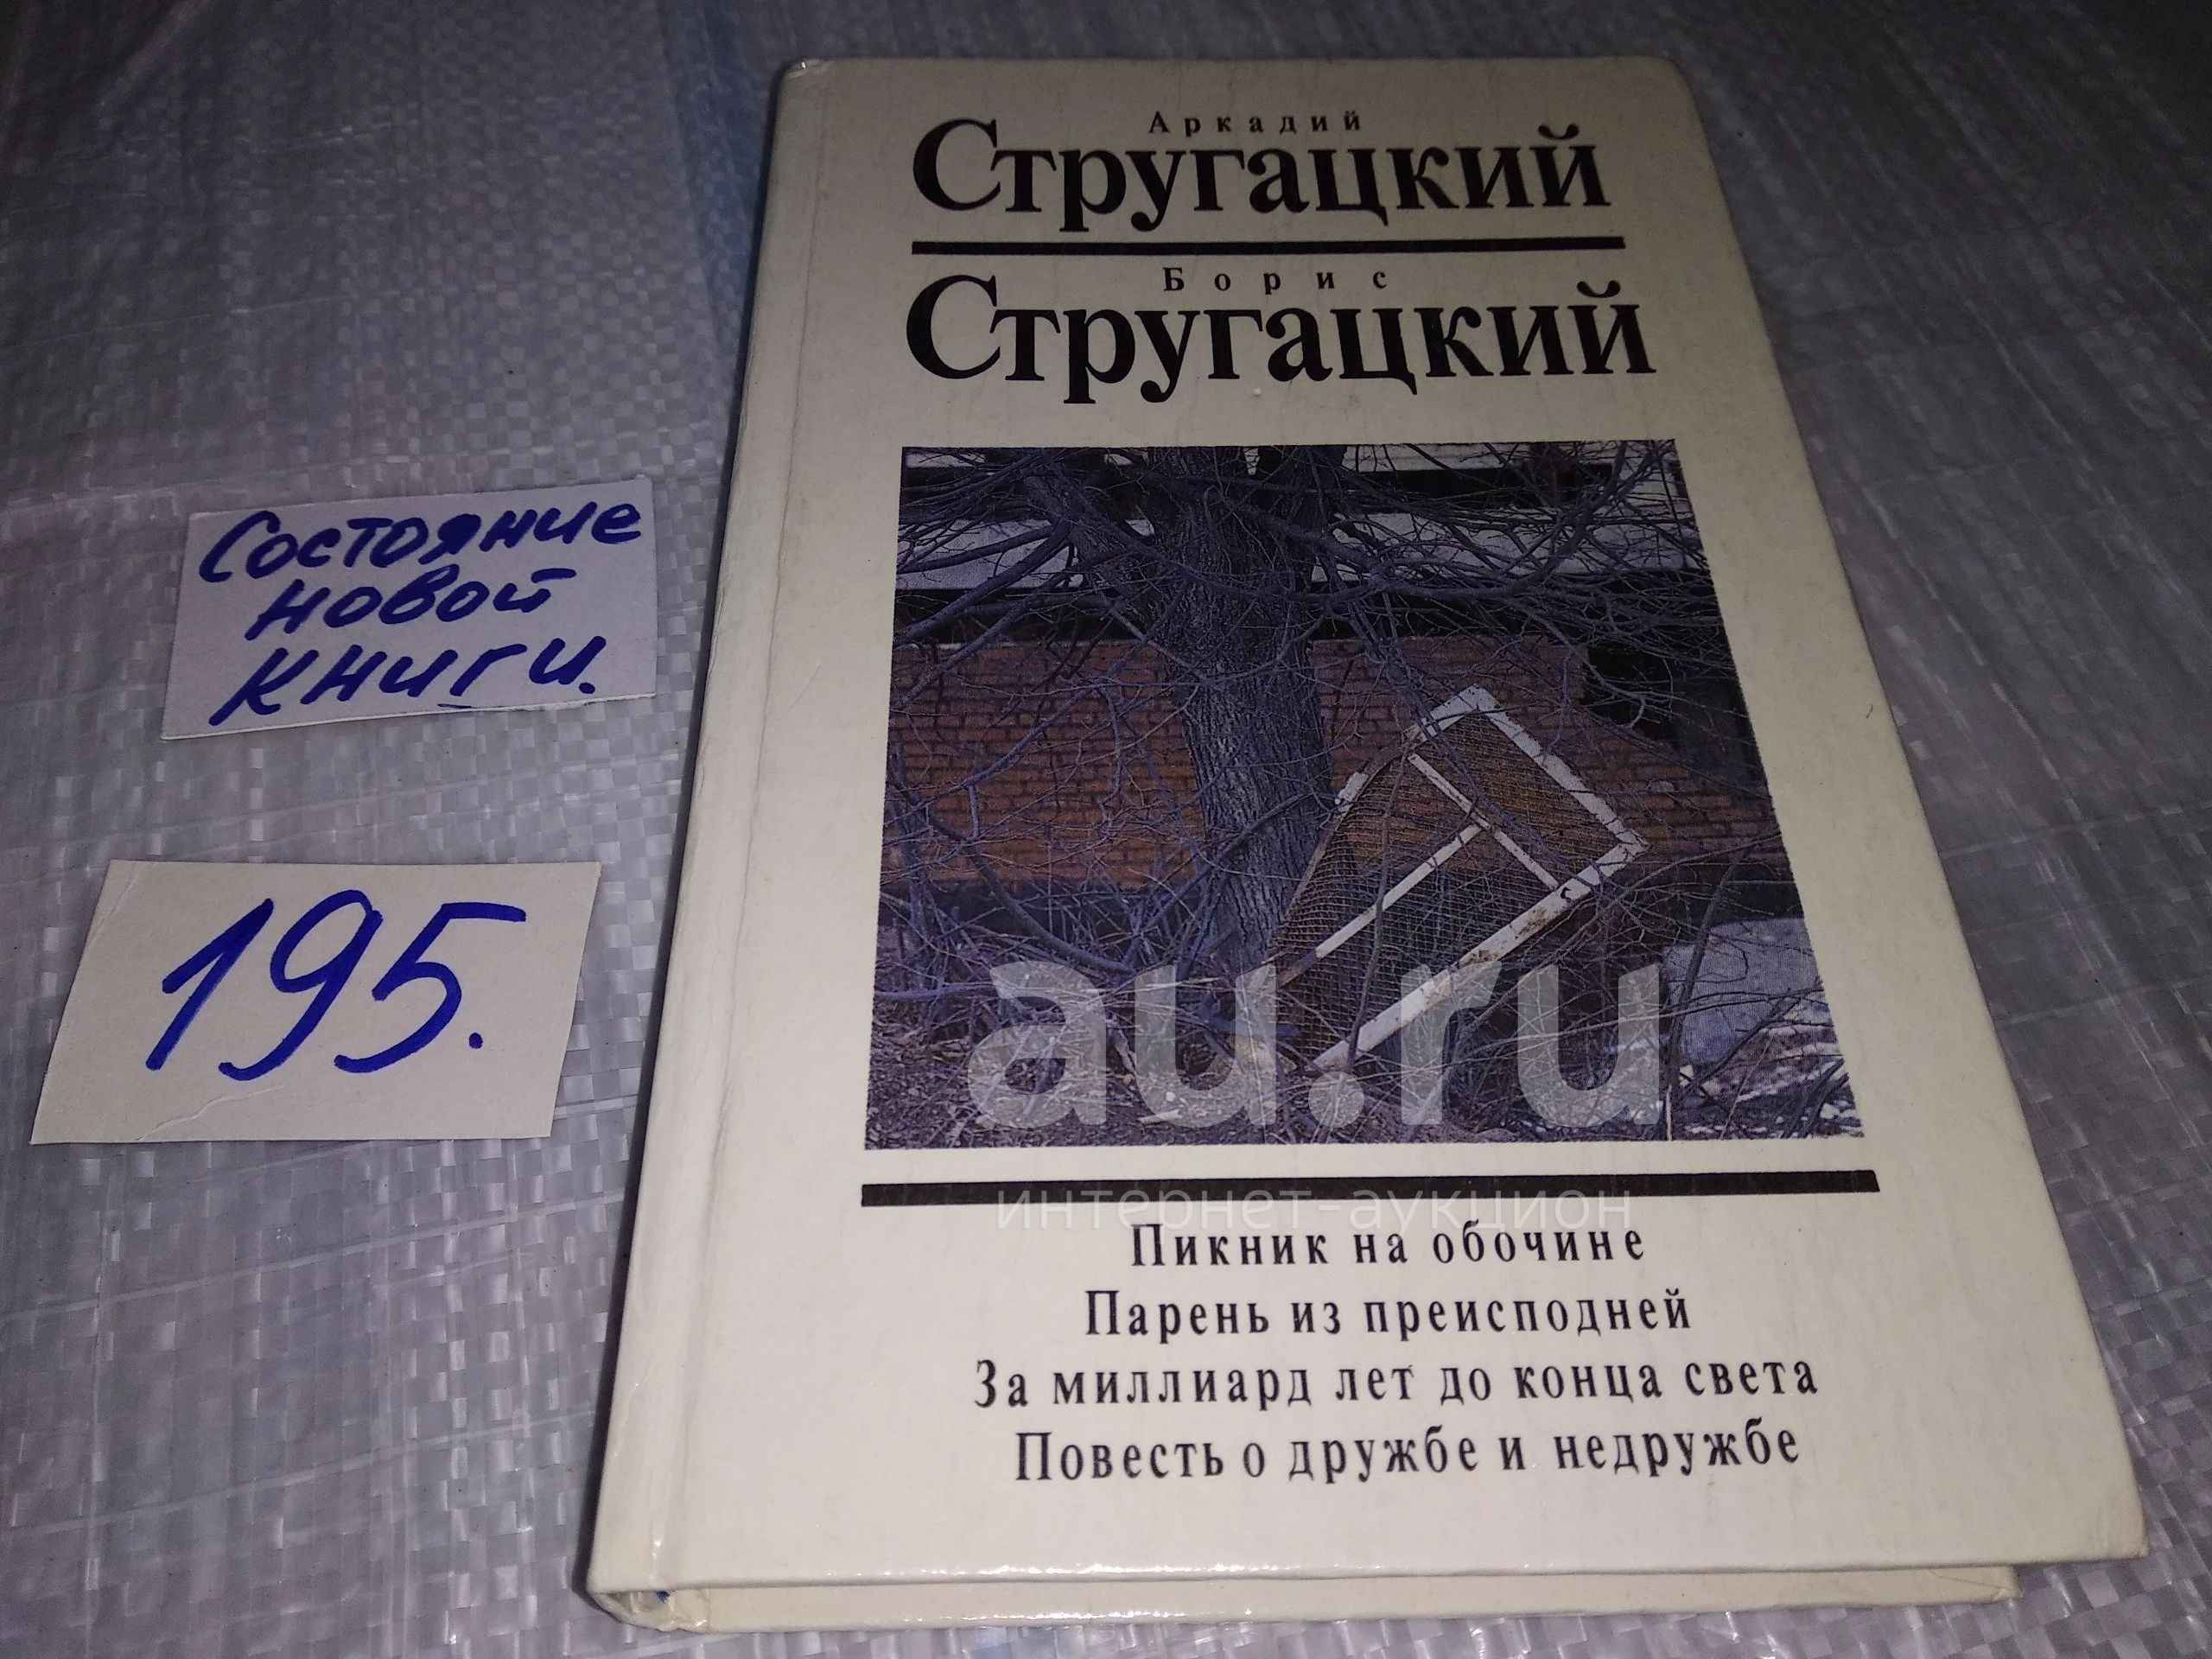 Аркадий
Стругацкий
Борис
Стругацкий
Состояние
новой
книги.
195.
au.ru
интернет-аукцион
Пикник на обочине
Парень из преисподней
За миллиард лет до конца света
Повесть о дружбе и недружбе